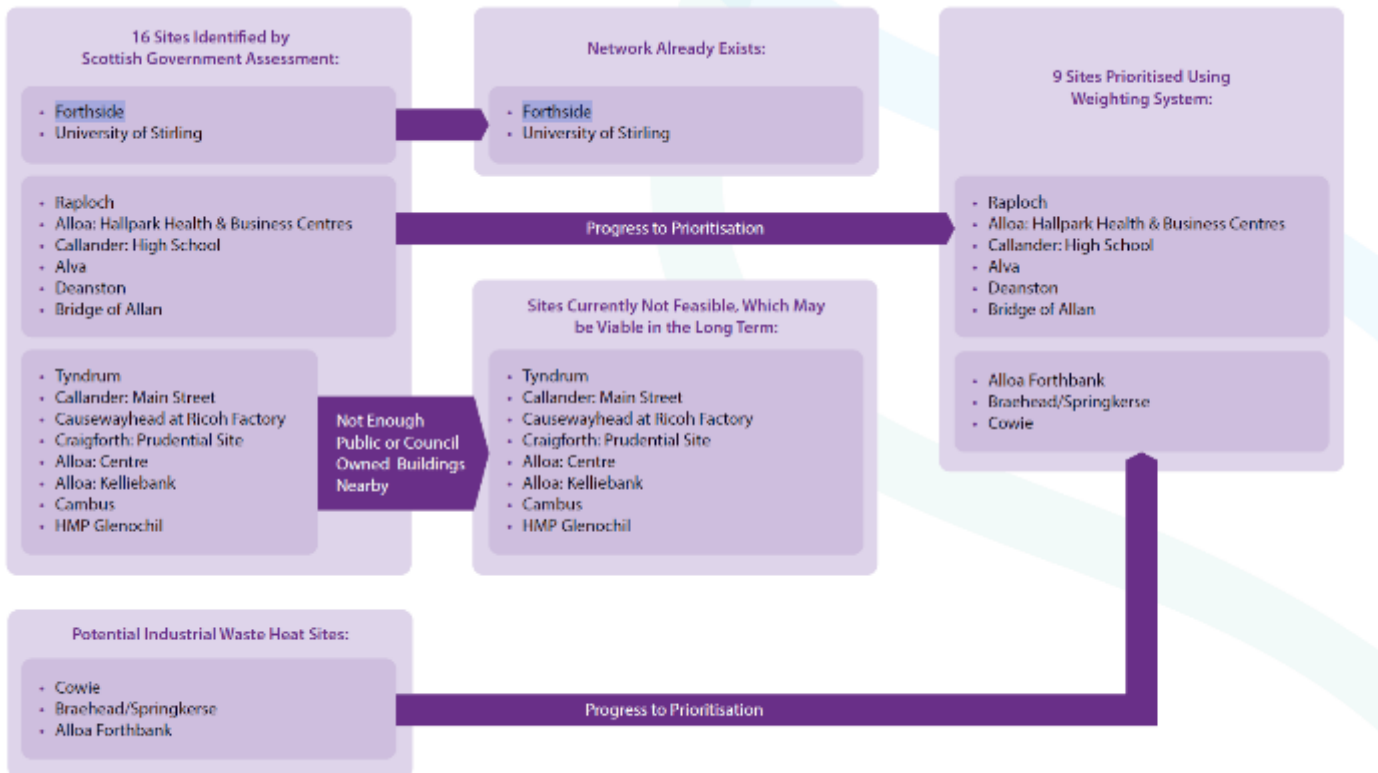 16 Sites Identified by
Scottish Government Assessment:
• Forthside
• University of Stirling
• Raploch
• Alloa: Hallpark Health & Business Centres
• Callander: High School
• Alva
• Deanston
• Bridge of Allan
• Tyndrum
• Callander: Main Street
• Causewayhead at Ricoh Factory
• Craigforth: Prudential Site
• Alloa: Centre
• Alloa: Kelliebank
• Cambus
• HMP Glenochil
Not Enough
Public or Council
Owned Buildings
Nearby
Network Already Exists:
• Forthside
• University of Stirling
Progress to Prioritisation
Sites Currently Not Feasible, Which May
be Viable in the Long Term:
• Tyndrum
• Callander: Main Street
• Causewayhead at Ricoh Factory
• Craigforth: Prudential Site
• Alloa: Centre
• Alloa: Kelliebank
• Cambus
• HMP Glenochil
9 Sites Prioritised Using
Weighting System:
• Raploch
• Alloa: Hallpark Health & Business Centres
• Callander: High School
• Alva
• Deanston
• Bridge of Allan
• Alloa Forthbank
• Braehead/Springkerse
• Cowie
Potential Industrial Waste Heat Sites:
• Cowie
• Braehead/Springkerse
• Alloa Forthbank
Progress to Prioritisation